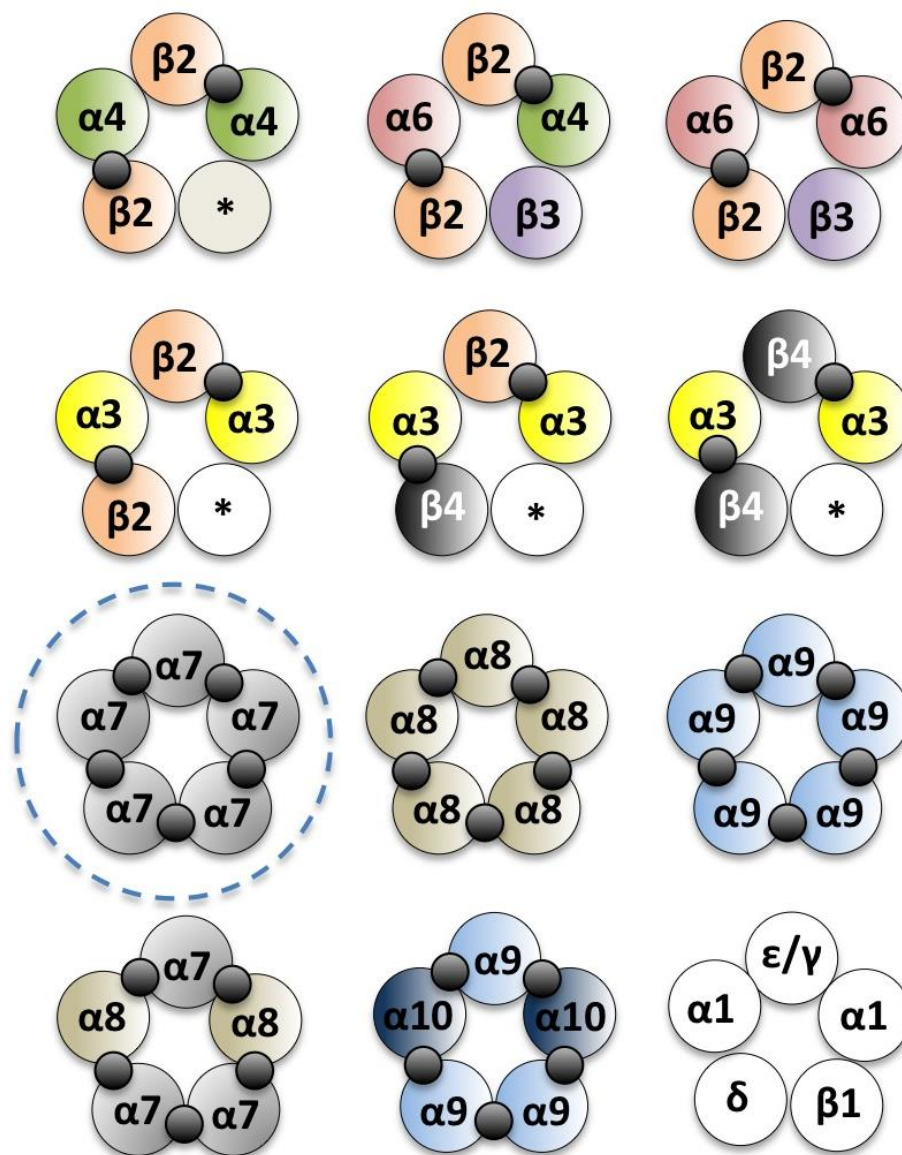 β2 β2 β2
α4 α4 α6 α4 α6 α6
β2 * β2 β3 β2 β3
β2 β2 β4
α3 α3 α3 α3 α3 α3
β2 * β4 * β4 *
α7 α8 α9
α7 α7 α8 α8 α9 α9
α7 α7 α8 α8 α9 α9
α7 α9 ε/γ
α8 α8 α10 α10 α1 α1
α7 α7 α9 α9 δ β1